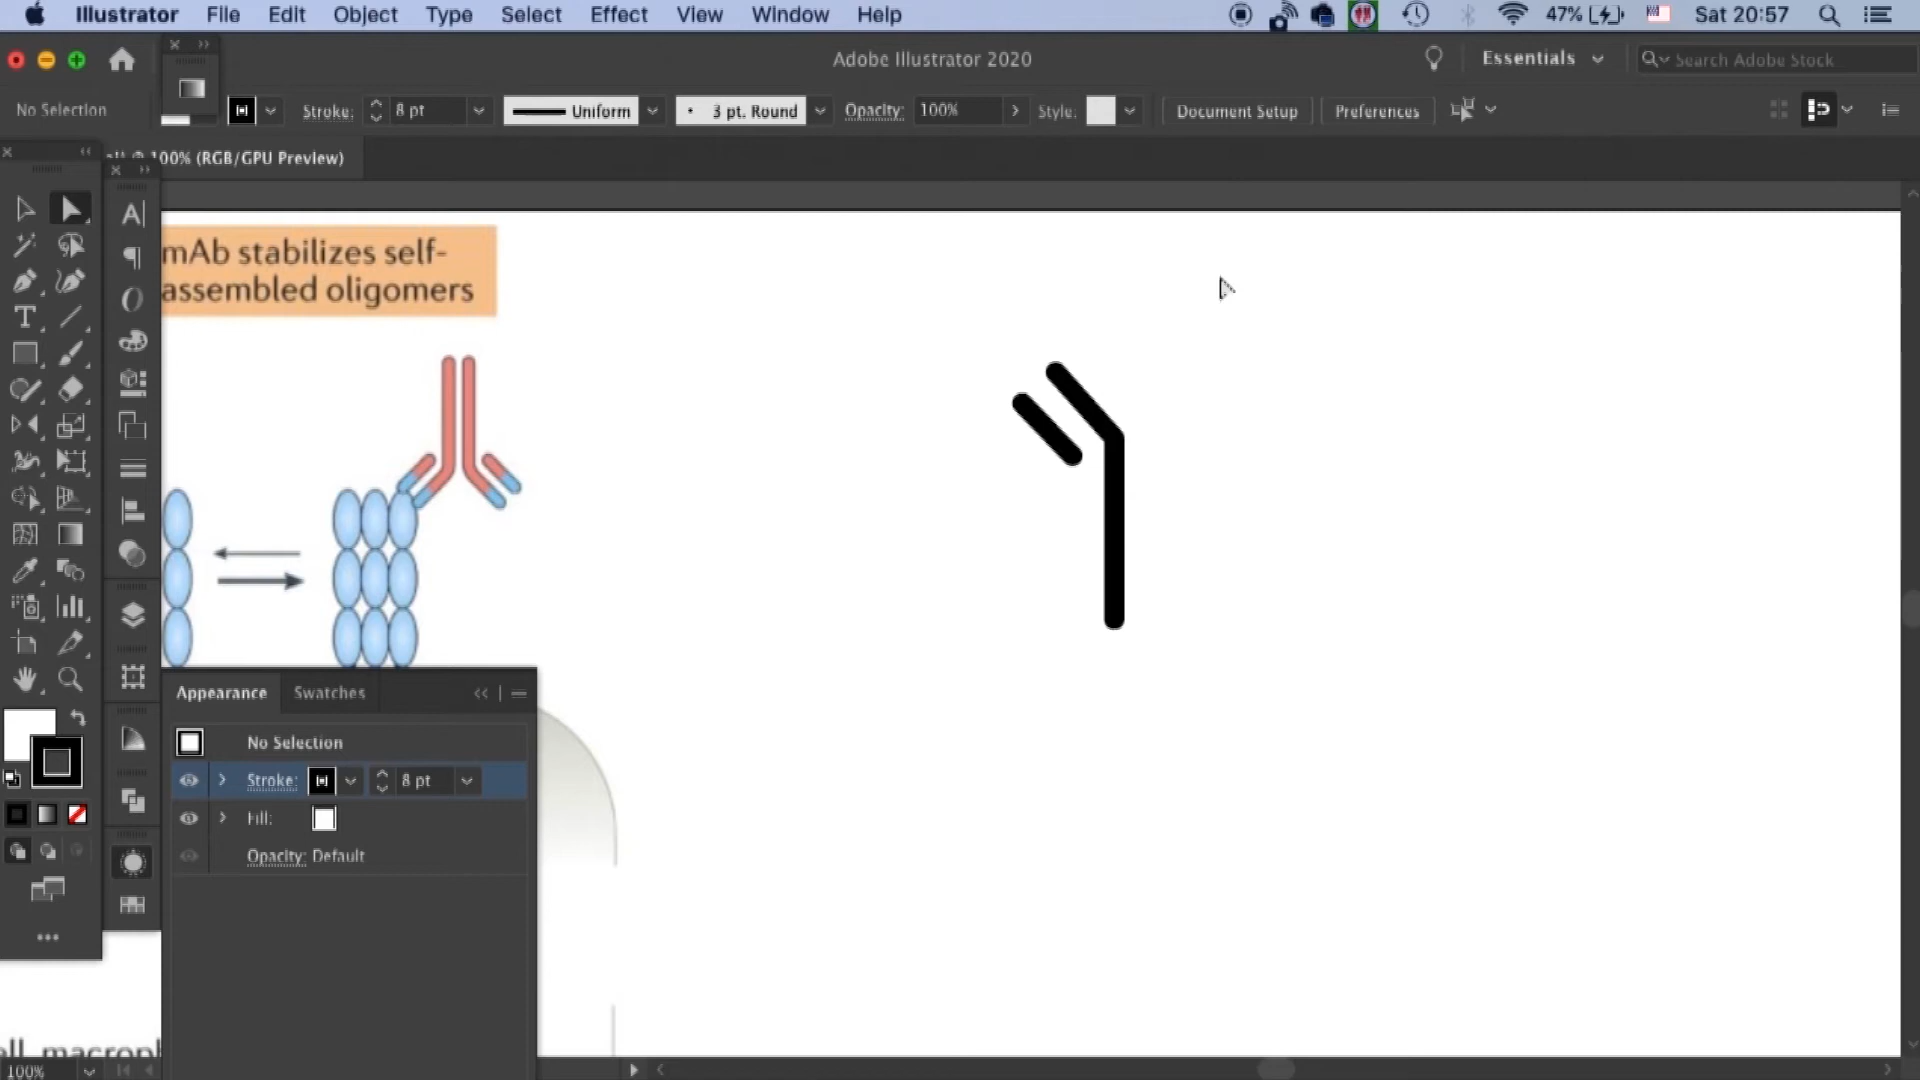 Illustrator File Edit Object Type Select Effect View Window Help 47% Sat 20:57
Adobe Illustrator 2020 Essentials Search Adobe Stock
No Selection Stroke: 8 pt Uniform 3 pt. Round Opacity: 100% Style: Document Setup Preferences
@ 100% (RGB/GPU Preview)
mAb stabilizes self-
assembled oligomers
Appearance Swatches
No Selection
Stroke: 8 pt
Fill:
Opacity: Default
100%